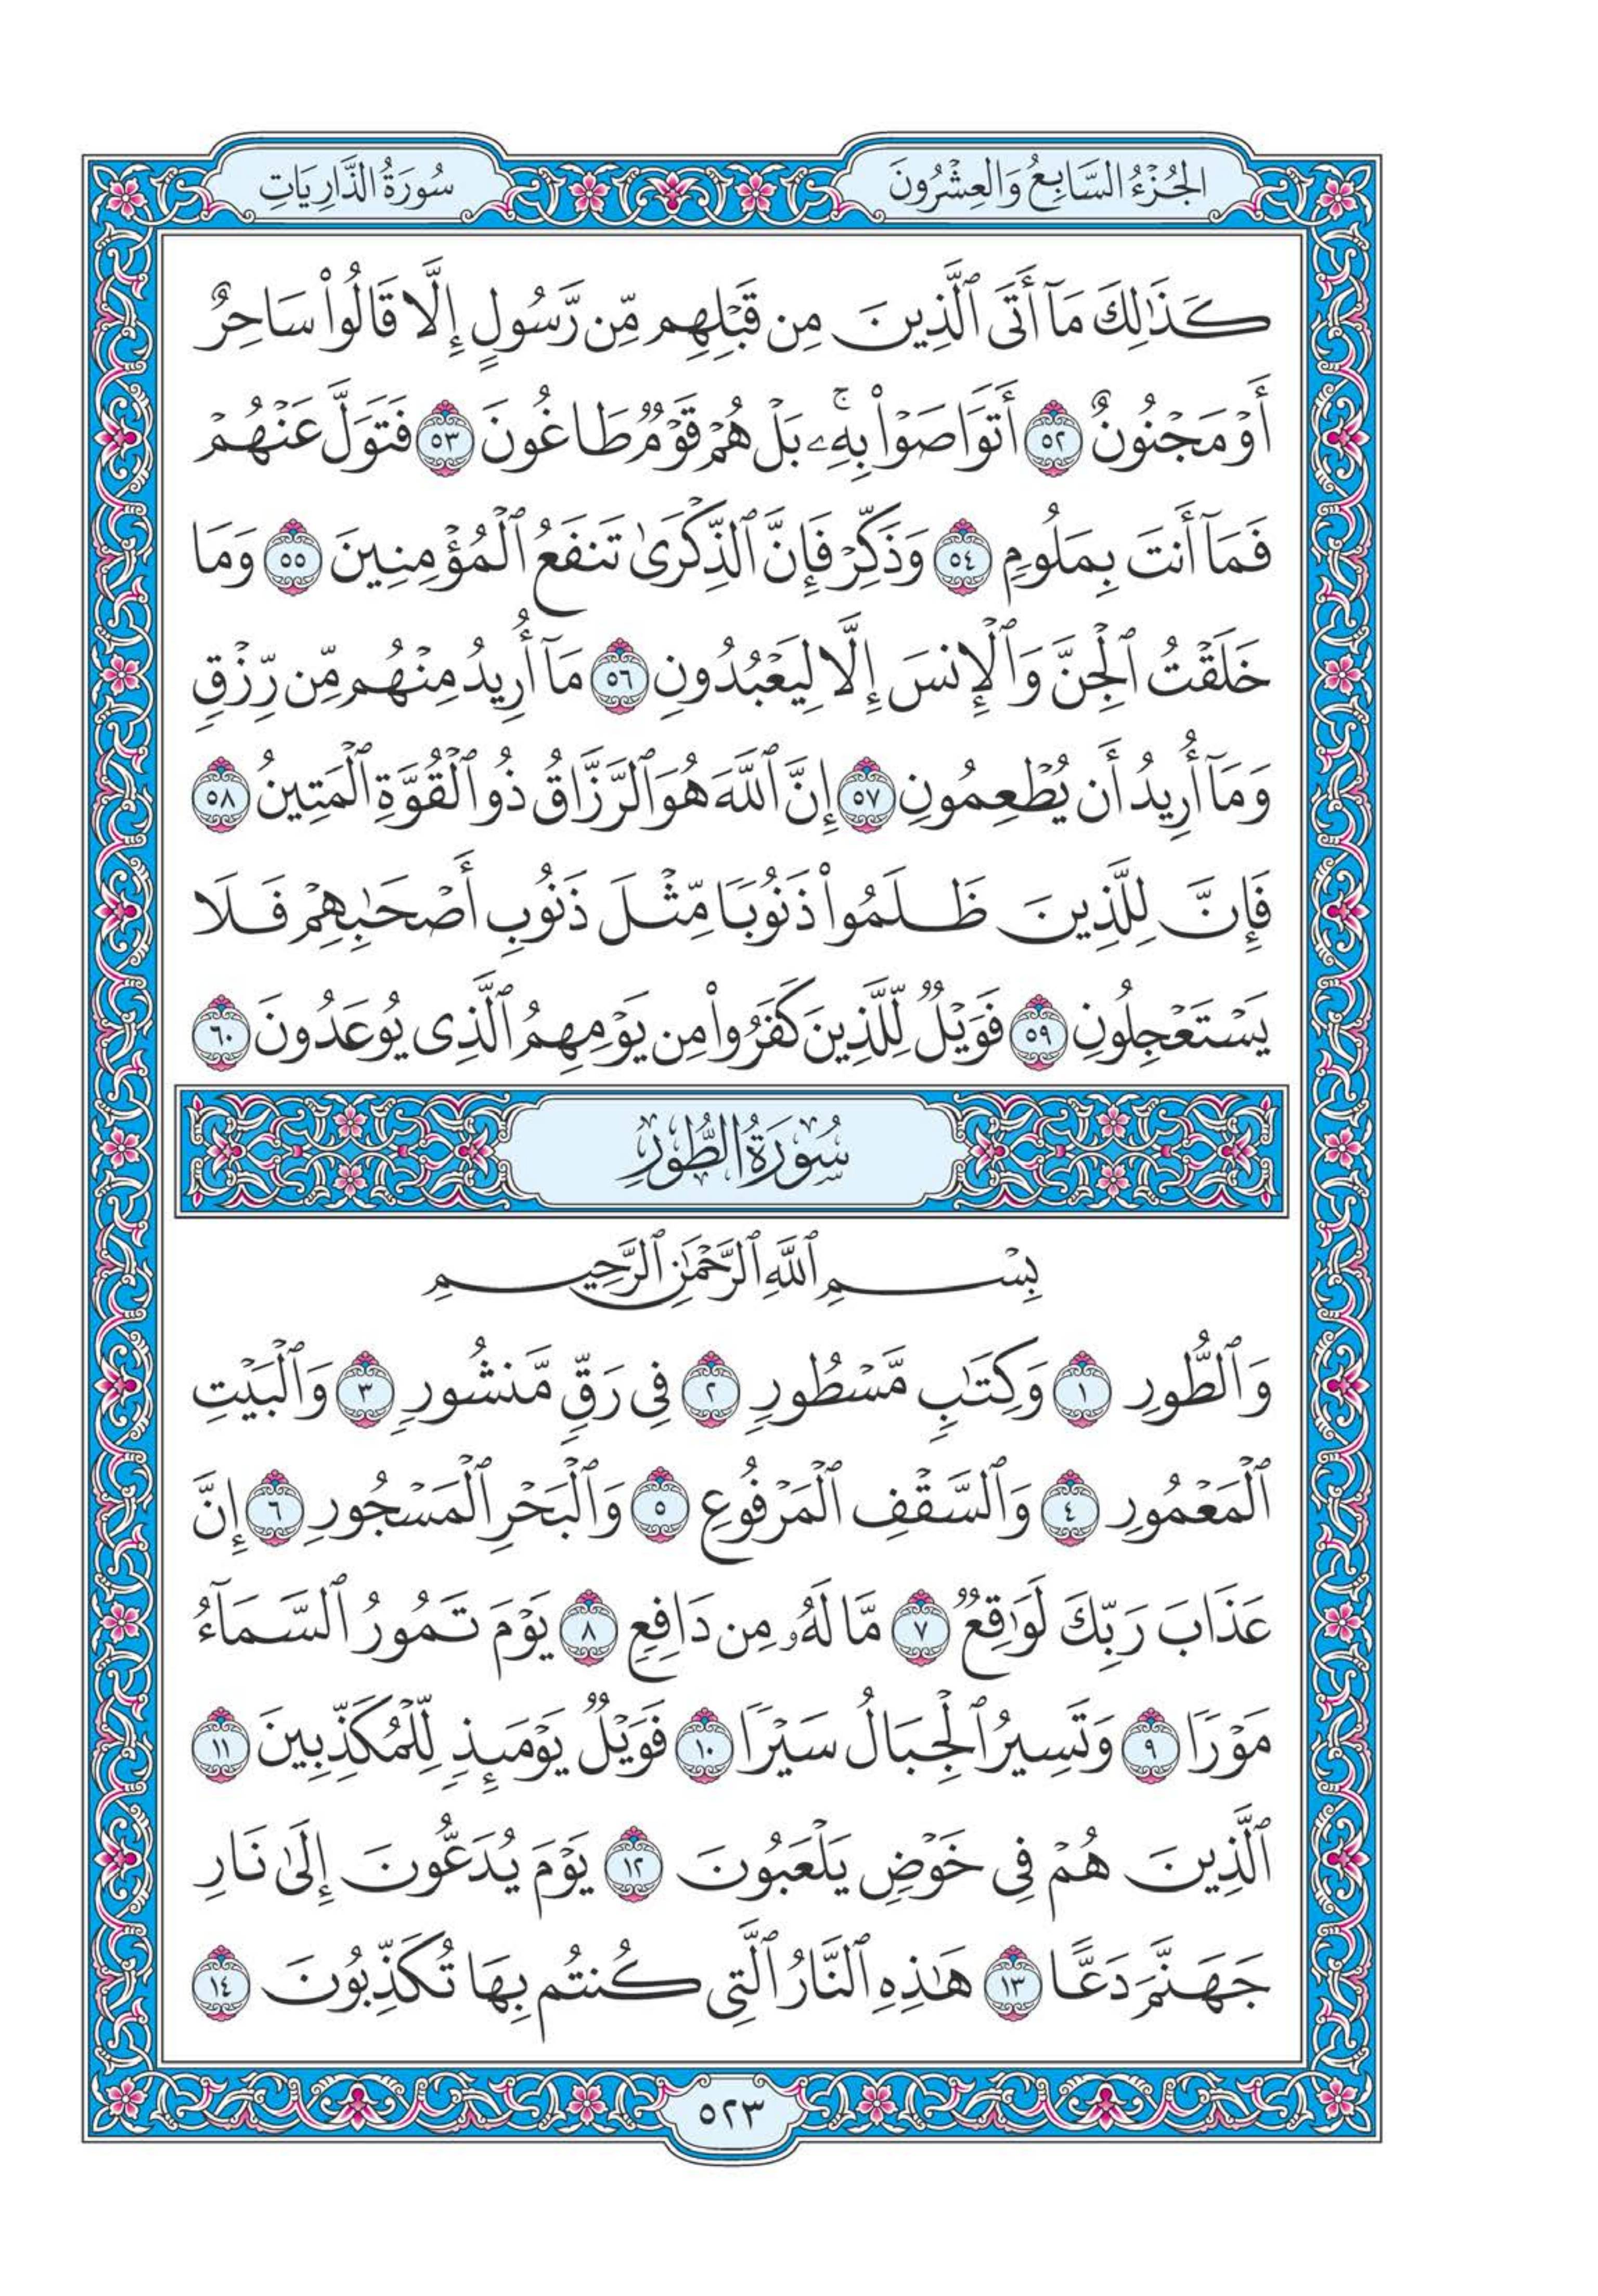 الجُزْءُ السَّابِعُ وَالعِشْرُونَ
سُورَةُ الذَّارِيَاتِ
كَذَٰلِكَ مَآ أَتَى ٱلَّذِينَ مِن قَبْلِهِم مِّن رَّسُولٍ إِلَّا قَالُوا۟ سَاحِرٌ
أَوْ مَجْنُونٌ ٥٢ أَتَوَاصَوْا۟ بِهِۦۚ بَلْ هُمْ قَوْمٌ طَاغُونَ ٥٣ فَتَوَلَّ عَنْهُمْ
فَمَآ أَنتَ بِمَلُومٍ ٥٤ وَذَكِّرْ فَإِنَّ ٱلذِّكْرَىٰ تَنفَعُ ٱلْمُؤْمِنِينَ ٥٥ وَمَا
خَلَقْتُ ٱلْجِنَّ وَٱلْإِنسَ إِلَّا لِيَعْبُدُونِ ٥٦ مَآ أُرِيدُ مِنْهُم مِّن رِّزْقٍ
وَمَآ أُرِيدُ أَن يُطْعِمُونِ ٥٧ إِنَّ ٱللَّهَ هُوَ ٱلرَّزَّاقُ ذُو ٱلْقُوَّةِ ٱلْمَتِينُ ٥٨
فَإِنَّ لِلَّذِينَ ظَلَمُوا۟ ذَنُوبًا مِّثْلَ ذَنُوبِ أَصْحَٰبِهِمْ فَلَا
يَسْتَعْجِلُونِ ٥٩ فَوَيْلٌ لِّلَّذِينَ كَفَرُوا۟ مِن يَوْمِهِمُ ٱلَّذِى يُوعَدُونَ ٦٠
سُورَةُ الطُّورِ
بِسْمِ ٱللَّهِ ٱلرَّحْمَٰنِ ٱلرَّحِيمِ
وَٱلطُّورِ ١ وَكِتَٰبٍ مَّسْطُورٍ ٢ فِى رَقٍّ مَّنشُورٍ ٣ وَٱلْبَيْتِ
ٱلْمَعْمُورِ ٤ وَٱلسَّقْفِ ٱلْمَرْفُوعِ ٥ وَٱلْبَحْرِ ٱلْمَسْجُورِ ٦ إِنَّ
عَذَابَ رَبِّكَ لَوَٰقِعٌ ٧ مَّا لَهُۥ مِن دَافِعٍ ٨ يَوْمَ تَمُورُ ٱلسَّمَآءُ
مَوْرًا ٩ وَتَسِيرُ ٱلْجِبَالُ سَيْرًا ١٠ فَوَيْلٌ يَوْمَئِذٍ لِّلْمُكَذِّبِينَ ١١
ٱلَّذِينَ هُمْ فِى خَوْضٍ يَلْعَبُونَ ١٢ يَوْمَ يُدَعُّونَ إِلَىٰ نَارِ
جَهَنَّمَ دَعًّا ١٣ هَٰذِهِ ٱلنَّارُ ٱلَّتِى كُنتُم بِهَا تُكَذِّبُونَ ١٤
٥٢٣